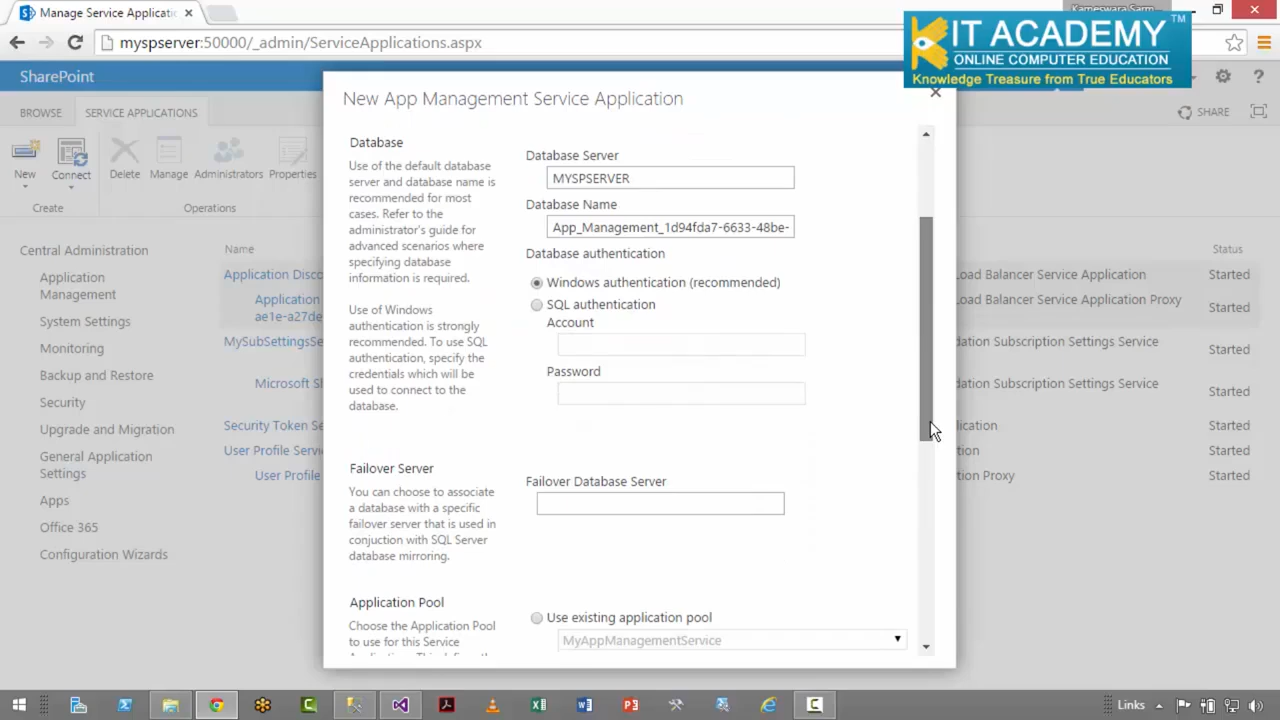 Manage Service Applicati
myspserver:50000/_admin/ServiceApplications.aspx
KIT ACADEMY TM
ONLINE COMPUTER EDUCATION
Knowledge Treasure from True Educators
SharePoint
?
BROWSE
SERVICE APPLICATIONS
SHARE
New
Connect
Delete
Manage
Administrators
Properties
Create
Operations
New App Management Service Application
Central Administration
Application
Management
System Settings
Monitoring
Backup and Restore
Security
Upgrade and Migration
General Application
Settings
Apps
Office 365
Configuration Wizards
Name
Application Disco
Application
ae1e-a27de
MySubSettingsSe
Microsoft Sh
Security Token Se
User Profile Servi
User Profile
Database
Use of the default database
server and database name is
recommended for most
cases. Refer to the
administrator's guide for
advanced scenarios where
specifying database
information is required.
Use of Windows
authentication is strongly
recommended. To use SQL
authentication, specify the
credentials which will be
used to connect to the
database.
Database Server
MYSPSERVER
Database Name
App_Management_1d94fda7-6633-48be-
Database authentication
Windows authentication (recommended)
SQL authentication
Account
Password
Failover Server
You can choose to associate
a database with a specific
failover server that is used in
conjuction with SQL Server
database mirroring.
Failover Database Server
Application Pool
Choose the Application Pool
to use for this Service
Use existing application pool
MyAppManagementService
Status
Load Balancer Service Application Started
Load Balancer Service Application Proxy Started
dation Subscription Settings Service Started
dation Subscription Settings Service Started
lication Started
tion Started
tion Proxy Started
Links